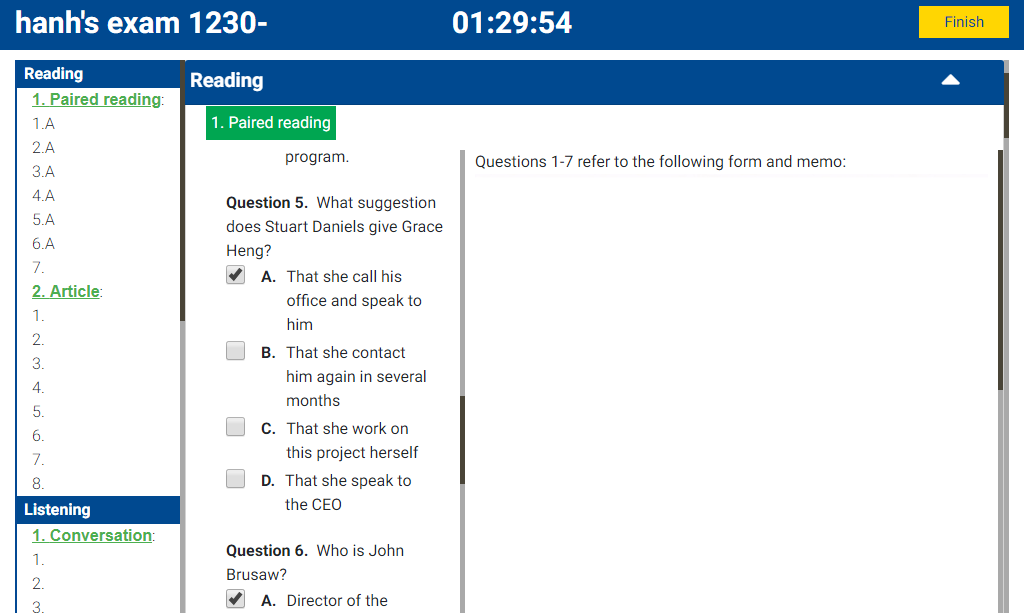 hanh's exam 1230-
01:29:54
Finish
Reading
1. Paired reading:
1.A
2.A
3.A
4.A
5.A
6.A
7.
2. Article:
1.
2.
3.
4.
5.
6.
7.
8.
Listening
1. Conversation:
1.
2.
3.
Reading
1. Paired reading
program.
Question 5. What suggestion
does Stuart Daniels give Grace
Heng?
A. That she call his
office and speak to
him
B. That she contact
him again in several
months
C. That she work on
this project herself
D. That she speak to
the CEO
Question 6. Who is John
Brusaw?
A. Director of the
Questions 1-7 refer to the following form and memo: